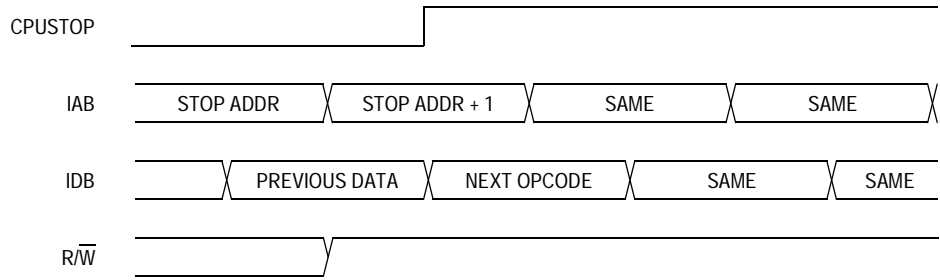 CPUSTOP
IAB STOP ADDR STOP ADDR + 1 SAME SAME
IDB PREVIOUS DATA NEXT OPCODE SAME SAME
R/W̅